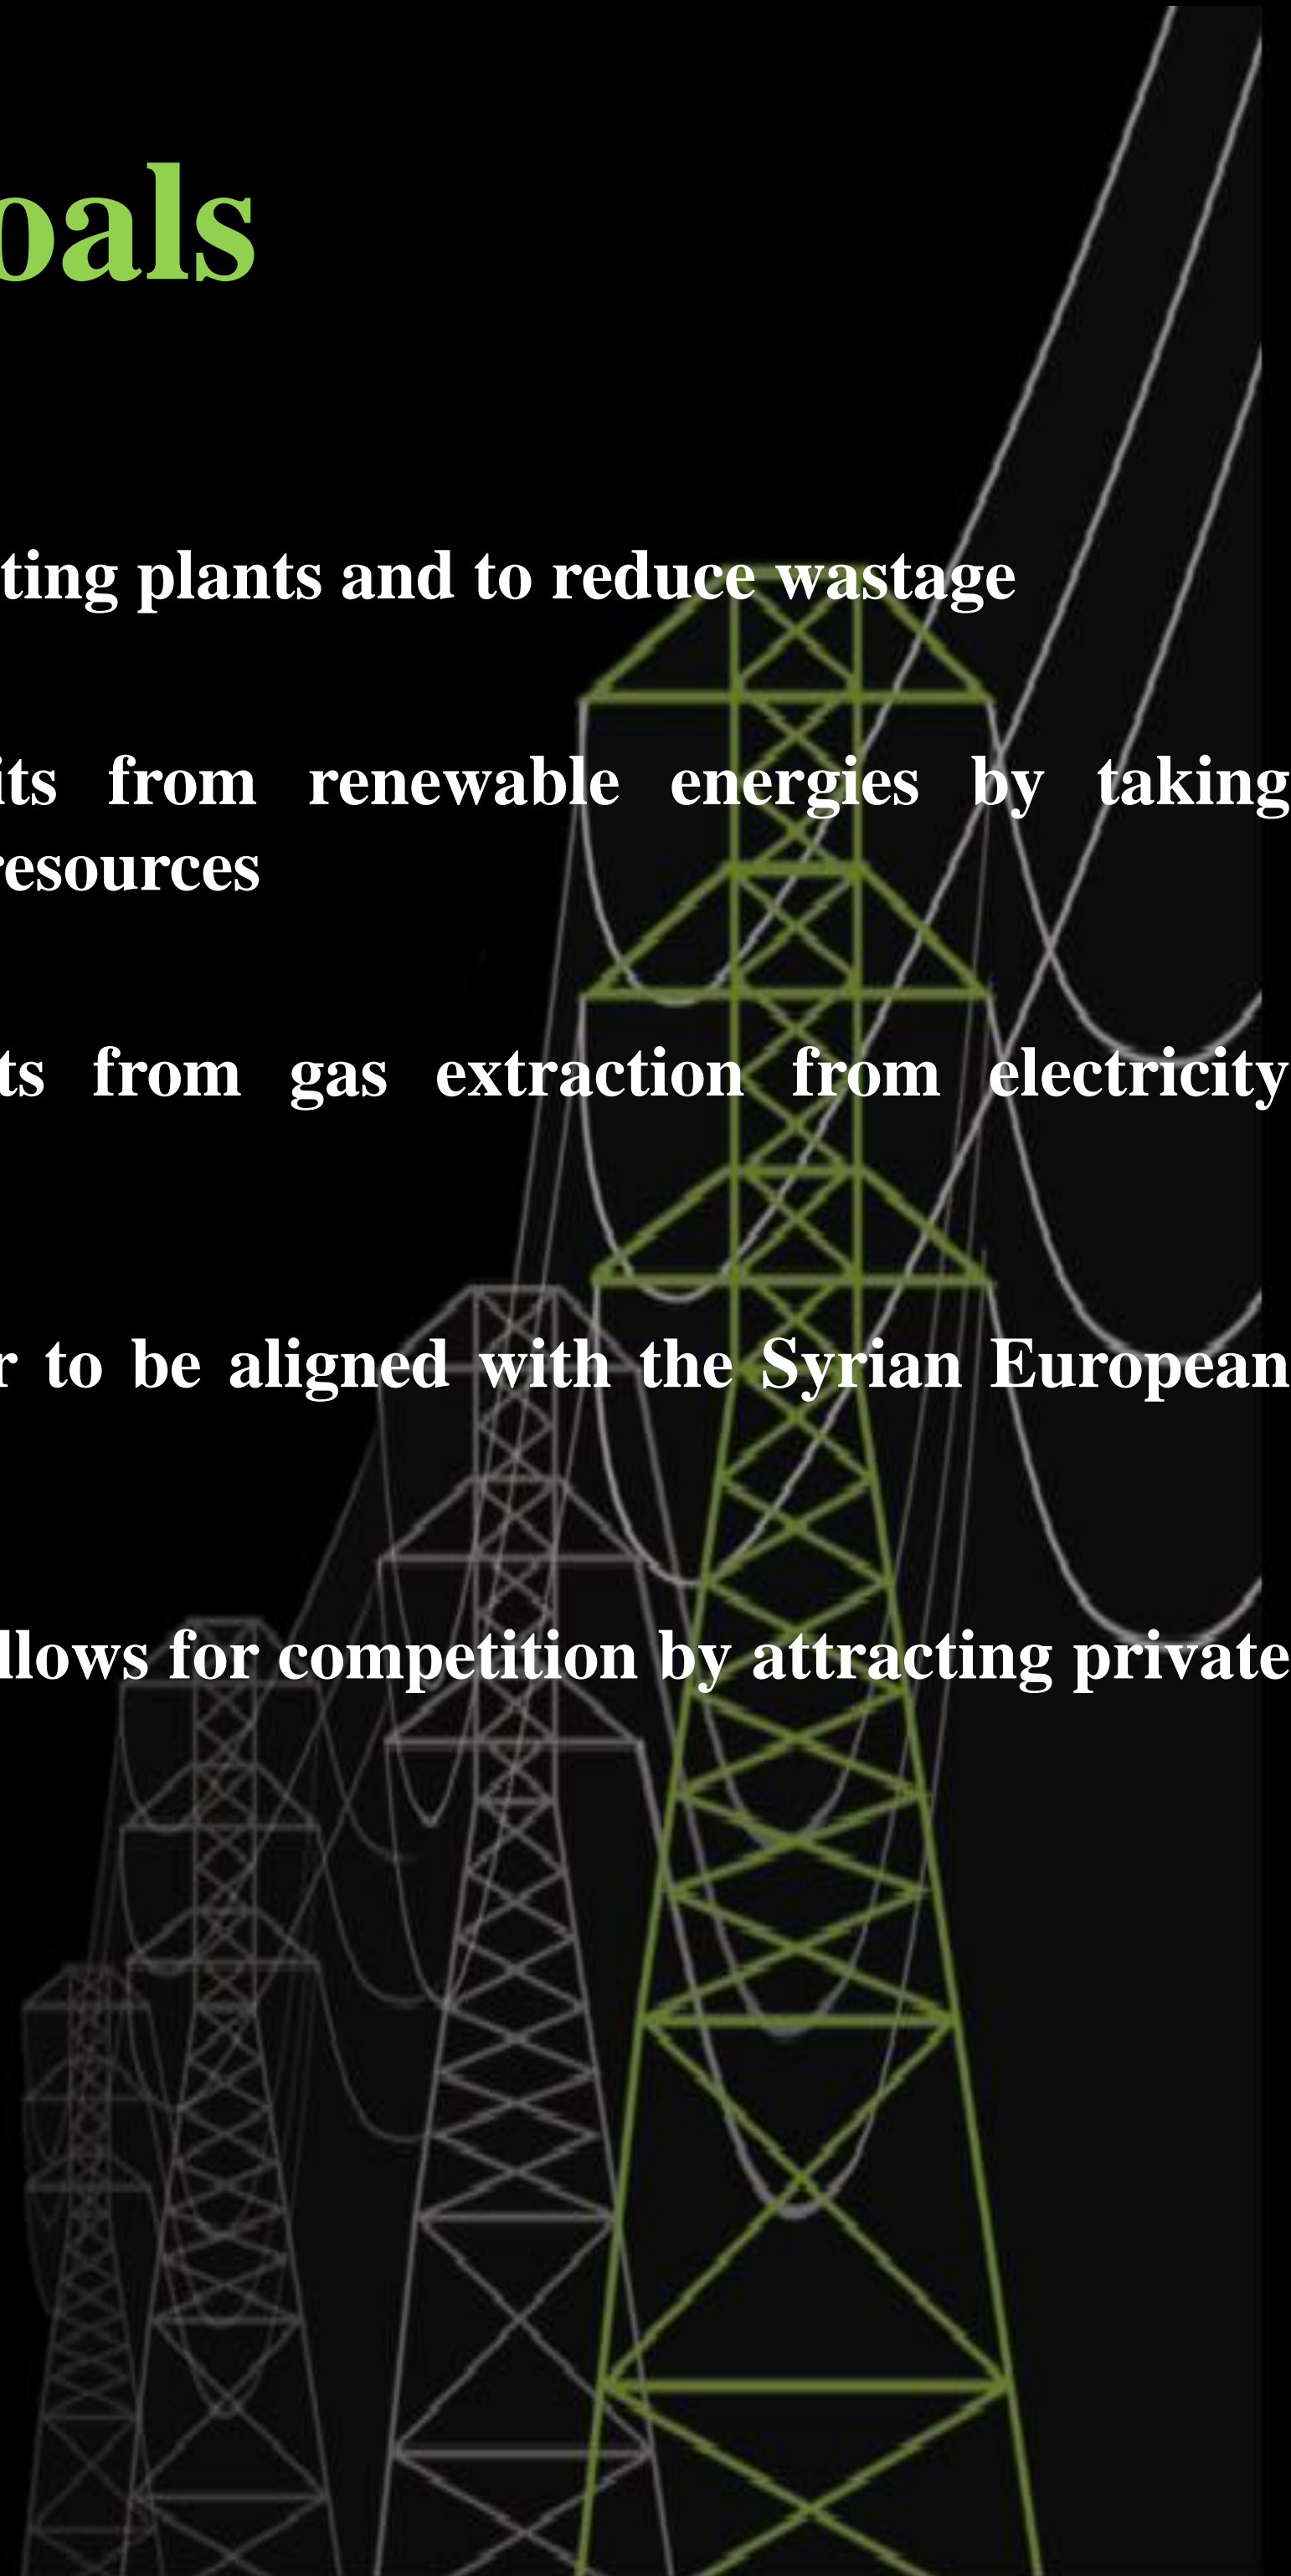 oals
ting plants and to reduce wastage
its from renewable energies by taking
resources
ts from gas extraction from electricity
r to be aligned with the Syrian European
llows for competition by attracting private